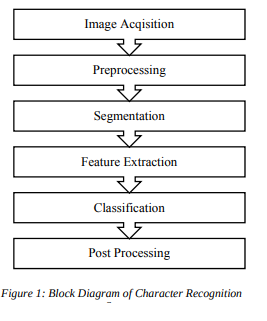 Image Acqisition
Preprocessing
Segmentation
Feature Extraction
Classification
Post Processing
Figure 1: Block Diagram of Character Recognition